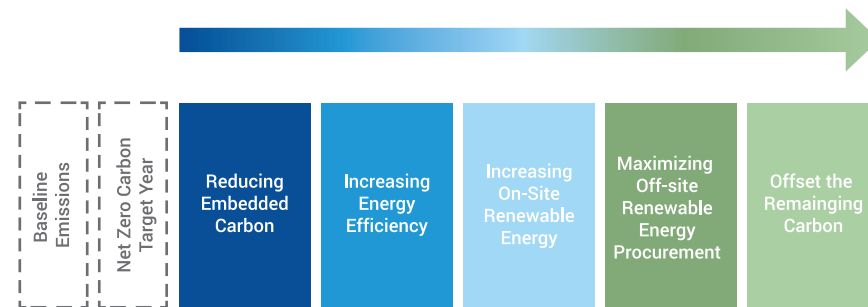 Baseline
Emissions
Net Zero Carbon
Target Year
Reducing
Embedded
Carbon
Increasing
Energy
Efficiency
Increasing
On-Site
Renewable
Energy
Maximizing
Off-site
Renewable
Energy
Procurement
Offset the
Remainging
Carbon